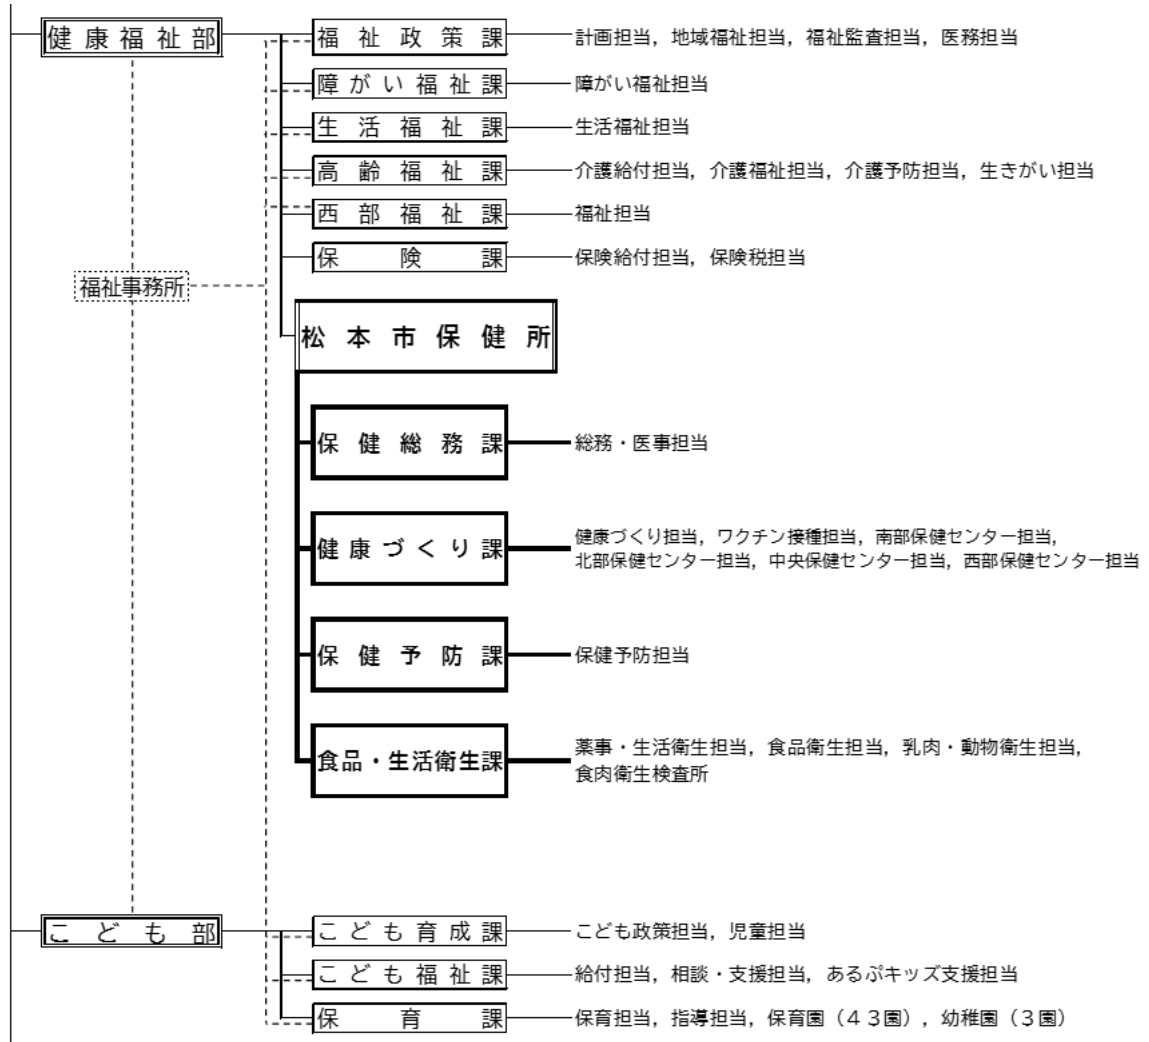 健康福祉部
福祉政策課 計画担当，地域福祉担当，福祉監査担当，医務担当
障がい福祉課 障がい福祉担当
生活福祉課 生活福祉担当
高齢福祉課 介護給付担当，介護福祉担当，介護予防担当，生きがい担当
西部福祉課 福祉担当
保険課 保険給付担当，保険税担当
福祉事務所
松本市保健所
保健総務課 総務・医事担当
健康づくり課 健康づくり担当，ワクチン接種担当，南部保健センター担当，
北部保健センター担当，中央保健センター担当，西部保健センター担当
保健予防課 保健予防担当
食品・生活衛生課 薬事・生活衛生担当，食品衛生担当，乳肉・動物衛生担当，
食肉衛生検査所
こども部
こども育成課 こども政策担当，児童担当
こども福祉課 給付担当，相談・支援担当，あるぷキッズ支援担当
保育課 保育担当，指導担当，保育園（４３園），幼稚園（３園）